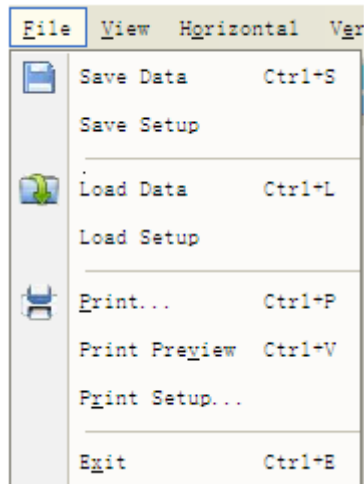 File View Horizontal Ver
Save Data Ctrl+S
Save Setup
Load Data Ctrl+L
Load Setup
Print... Ctrl+P
Print Preview Ctrl+V
Print Setup...
Exit Ctrl+E